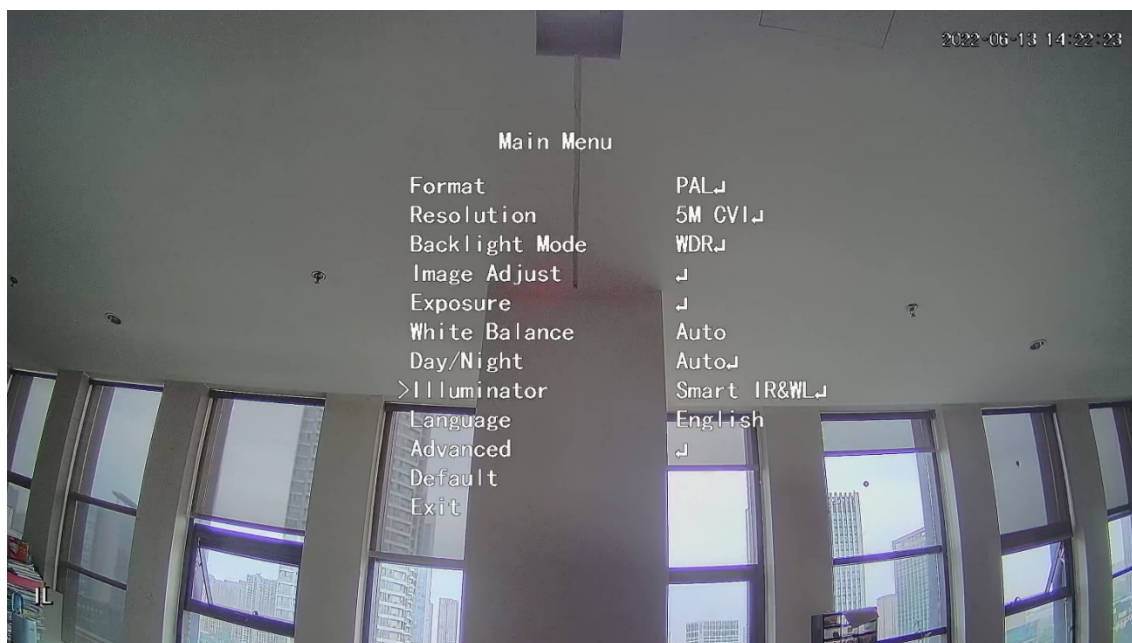 2022-06-13 14:22:23
Main Menu
Format PAL↲
Resolution 5M CVI↲
Backlight Mode WDR↲
Image Adjust ↲
Exposure ↲
White Balance Auto
Day/Night Auto↲
>Illuminator Smart IR&WL↲
Language English
Advanced ↲
Default
Exit